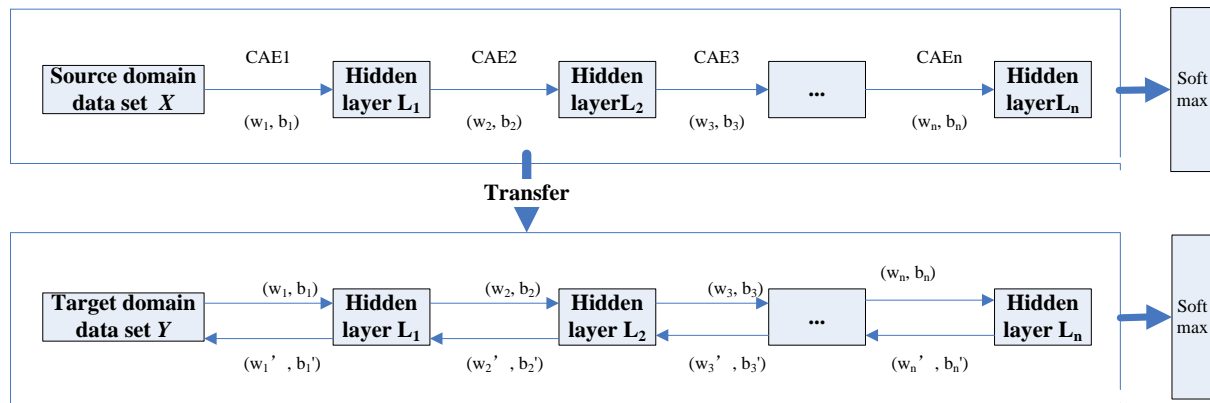 CAE1 CAE2 CAE3 CAEn
Source domain
data set X
Hidden
layer L₁
Hidden
layerL₂
...
Hidden
layerLₙ
Soft
max
(w₁, b₁) (w₂, b₂) (w₃, b₃) (wₙ, bₙ)
Transfer
(w₁, b₁) (w₂, b₂) (w₃, b₃) (wₙ, bₙ)
Target domain
data set Y
Hidden
layer L₁
Hidden
layer L₂
...
Hidden
layer Lₙ
Soft
max
(w₁’, b₁') (w₂’, b₂') (w₃’, b₃') (wₙ’, bₙ')